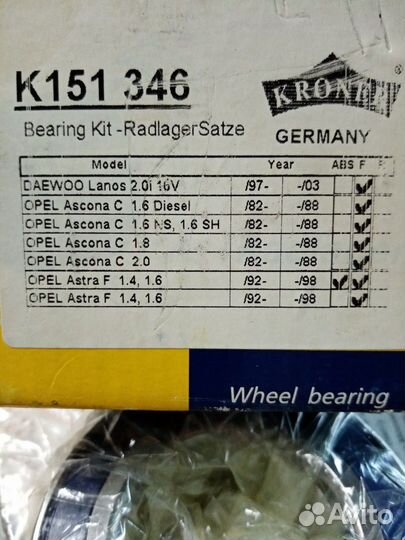 K151 346
KRONER ®
Bearing Kit -RadlagerSatze
GERMANY
Model Year ABS F
DAEWOO Lanos 2.0i 16V /97- -/03
OPEL Ascona C 1.6 Diesel /82- -/88
OPEL Ascona C 1.6 NS, 1.6 SH /82- -/88
OPEL Ascona C 1.8 /82- -/88
OPEL Ascona C 2.0 /82- -/88
OPEL Astra F 1.4, 1.6 /92- -/98
OPEL Astra F 1.4, 1.6 /92- -/98
Wheel bearing
Avito